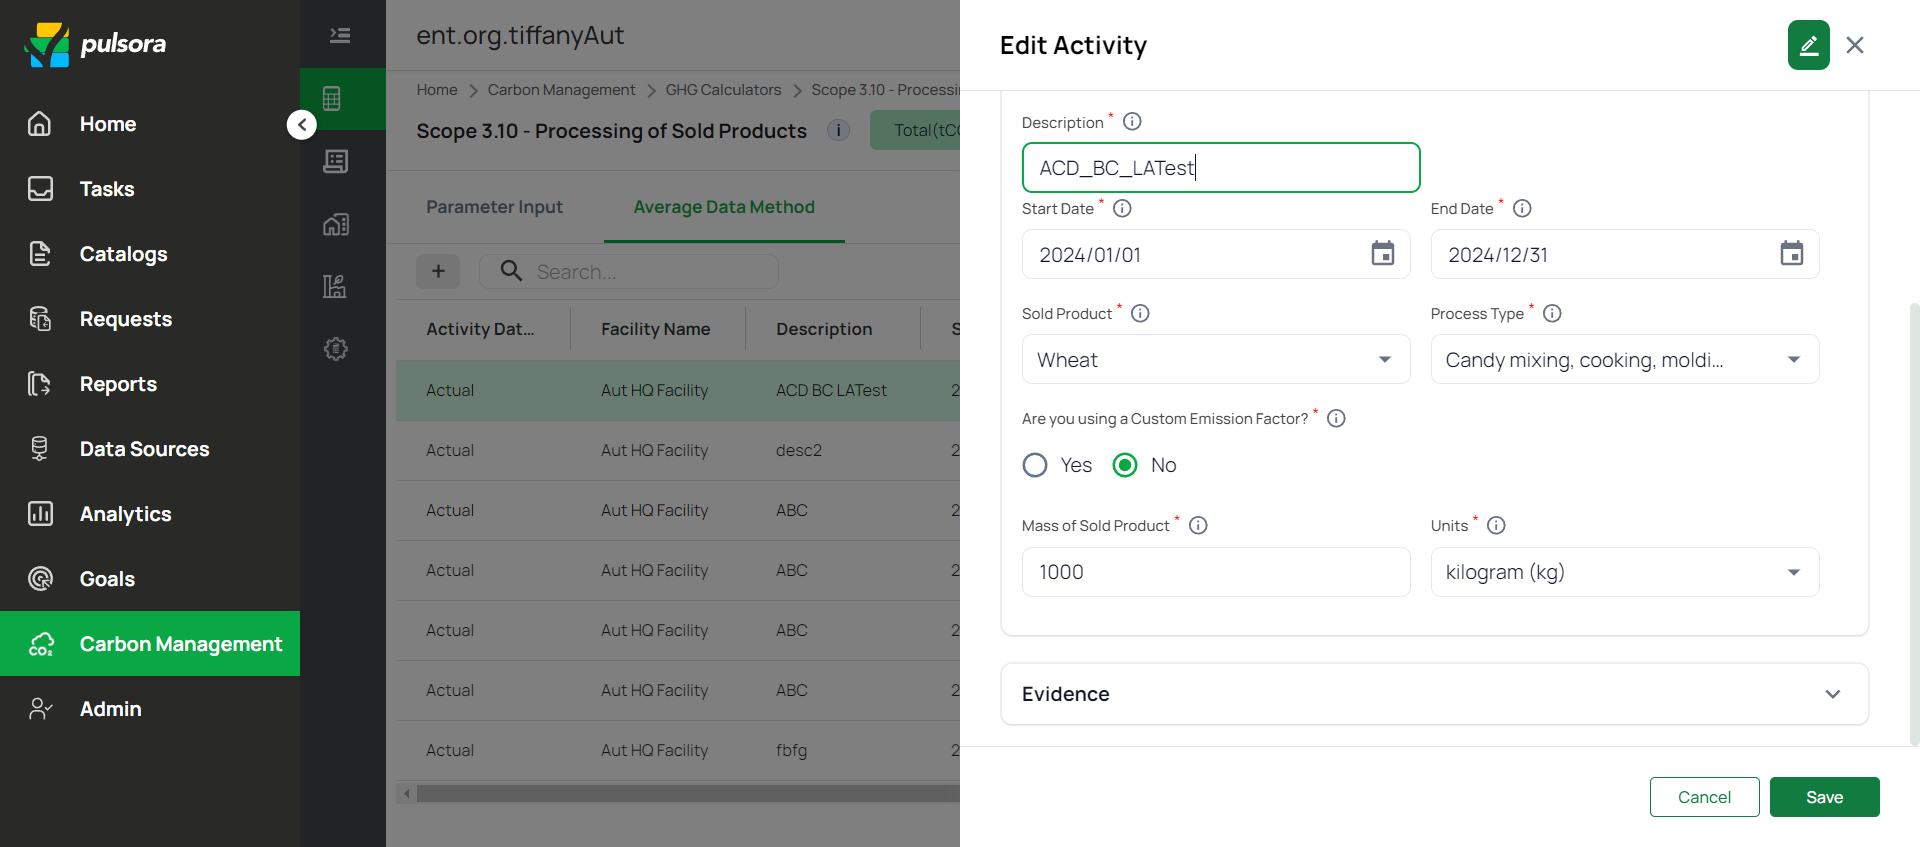 pulsora
Home
Tasks
Catalogs
Requests
Reports
Data Sources
Analytics
Goals
Carbon Management
Admin
ent.org.tiffanyAut
Home > Carbon Management > GHG Calculators > Scope 3.10 - Processi
Scope 3.10 - Processing of Sold Products
Total(tCO
Parameter Input
Average Data Method
+
Search...
Activity Dat... Facility Name Description S
Actual Aut HQ Facility ACD BC LATest 2
Actual Aut HQ Facility desc2 2
Actual Aut HQ Facility ABC 2
Actual Aut HQ Facility ABC 2
Actual Aut HQ Facility ABC 2
Actual Aut HQ Facility ABC 2
Actual Aut HQ Facility fbfg 2
Edit Activity
Description *
ACD_BC_LATest
Start Date * End Date *
2024/01/01 2024/12/31
Sold Product * Process Type *
Wheat Candy mixing, cooking, moldi...
Are you using a Custom Emission Factor? *
Yes No
Mass of Sold Product * Units *
1000 kilogram (kg)
Evidence
Cancel Save